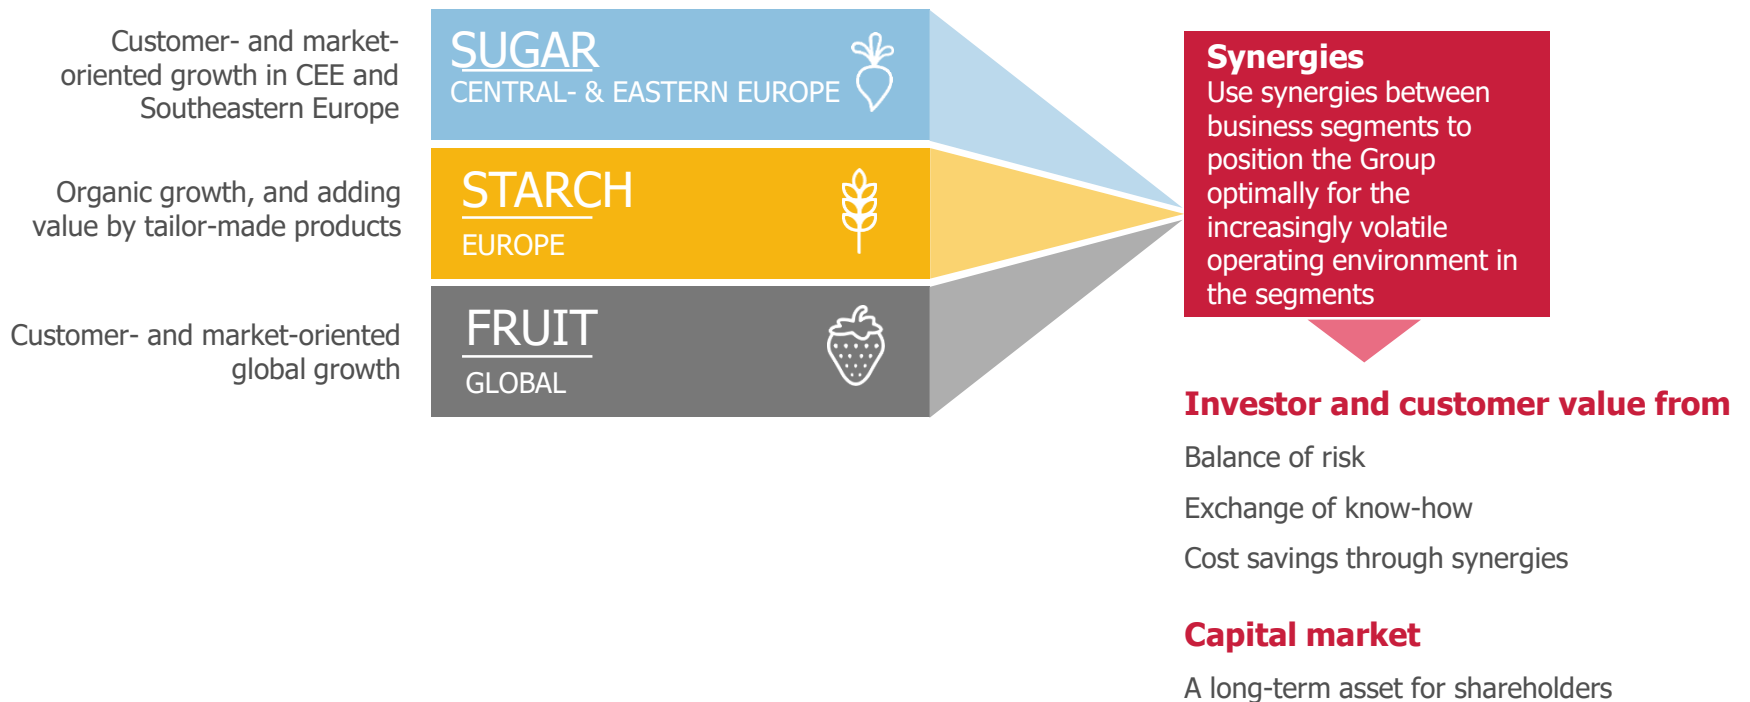 Customer- and market-
oriented growth in CEE and
Southeastern Europe
SUGAR
CENTRAL- & EASTERN EUROPE
Organic growth, and adding
value by tailor-made products
STARCH
EUROPE
Customer- and market-oriented
global growth
FRUIT
GLOBAL
Synergies
Use synergies between
business segments to
position the Group
optimally for the
increasingly volatile
operating environment in
the segments
Investor and customer value from
Balance of risk
Exchange of know-how
Cost savings through synergies
Capital market
A long-term asset for shareholders